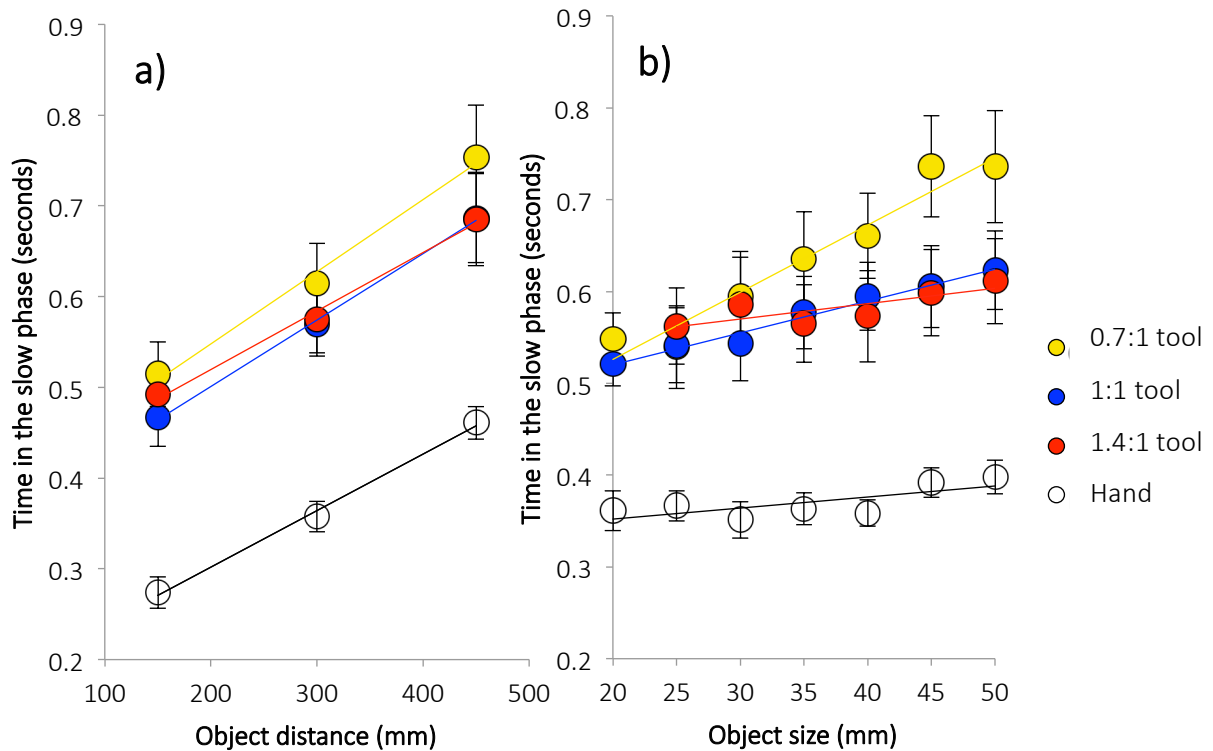 a)
Time in the slow phase (seconds)
0.9
0.8
0.7
0.6
0.5
0.4
0.3
0.2
100
200
300
400
500
Object distance (mm)
b)
Time in the slow phase (seconds)
0.9
0.8
0.7
0.6
0.5
0.4
0.3
0.2
20
25
30
35
40
45
50
Object size (mm)
0.7:1 tool
1:1 tool
1.4:1 tool
Hand